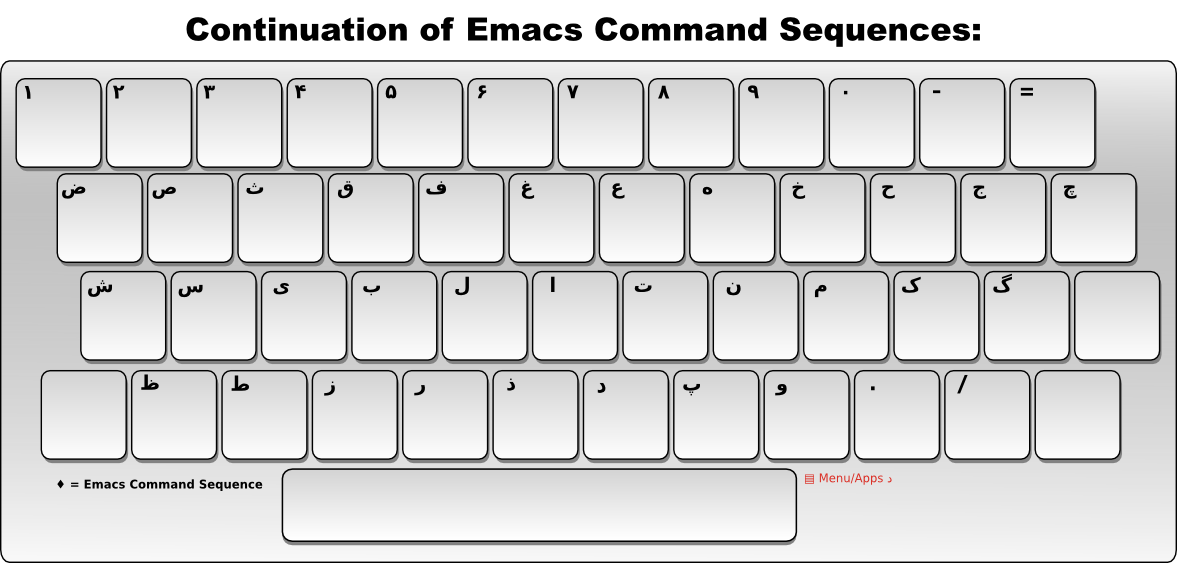 Continuation of Emacs Command Sequences:
۱ ۲ ۳ ۴ ۵ ۶ ۷ ۸ ۹ ۰ - =
ض ص ث ق ف غ ع ه خ ح ج چ
ش س ی ب ل ا ت ن م ک گ
ظ ط ز ر ذ د پ و . /
♦ = Emacs Command Sequence
▤ Menu/Apps د